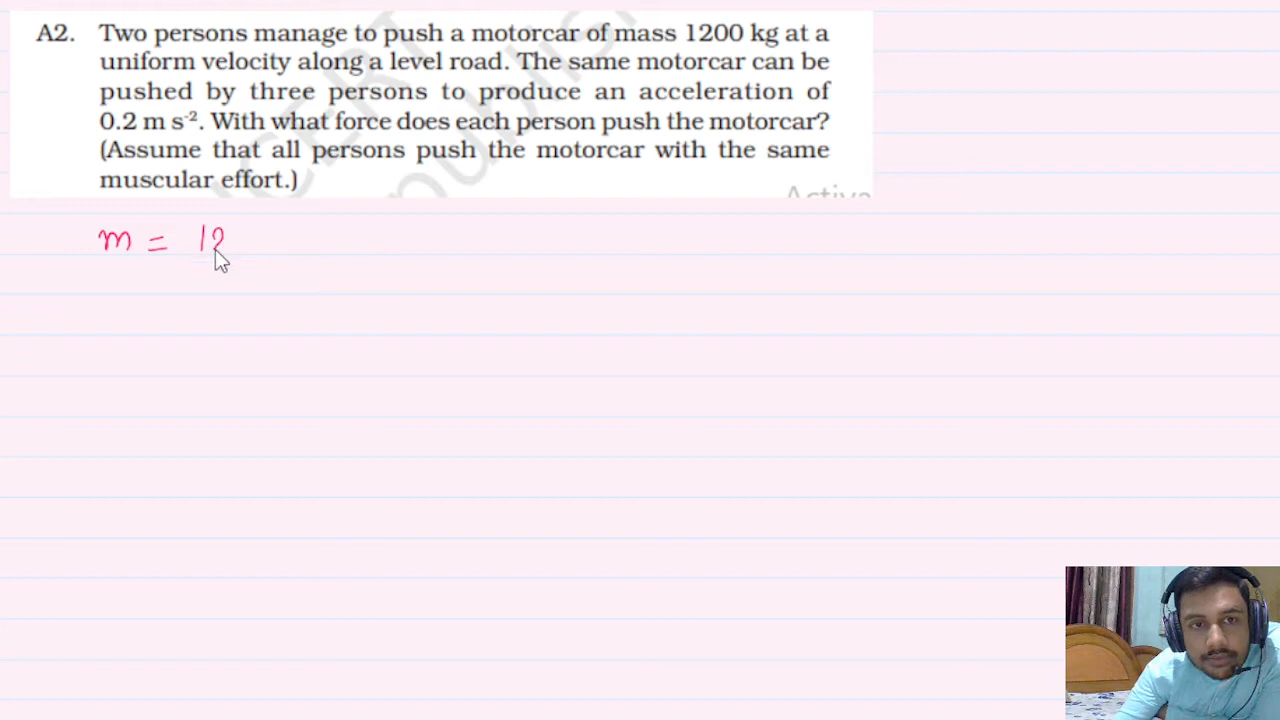 A2. Two persons manage to push a motorcar of mass 1200 kg at a
uniform velocity along a level road. The same motorcar can be
pushed by three persons to produce an acceleration of
0.2 m s⁻². With what force does each person push the motorcar?
(Assume that all persons push the motorcar with the same
muscular effort.)
m = 12